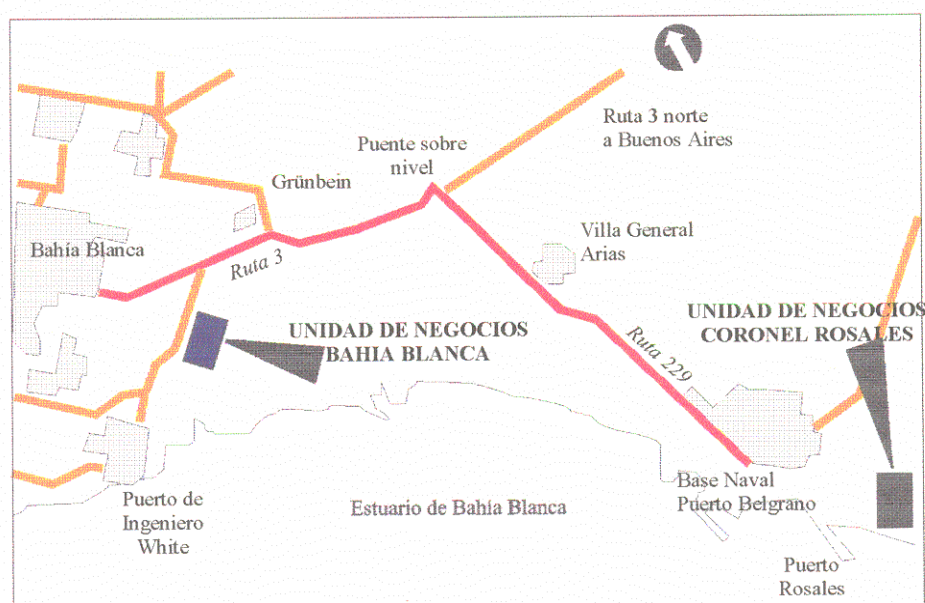 Ruta 3 norte
a Buenos Aires
Puente sobre
nivel
Grünbein
Villa General
Arias
Bahía Blanca
Ruta 3
UNIDAD DE NEGOCIOS
BAHIA BLANCA
UNIDAD DE NEGOCIOS
CORONEL ROSALES
Ruta 229
Base Naval
Puerto Belgrano
Puerto de
Ingeniero
White
Estuario de Bahía Blanca
Puerto
Rosales